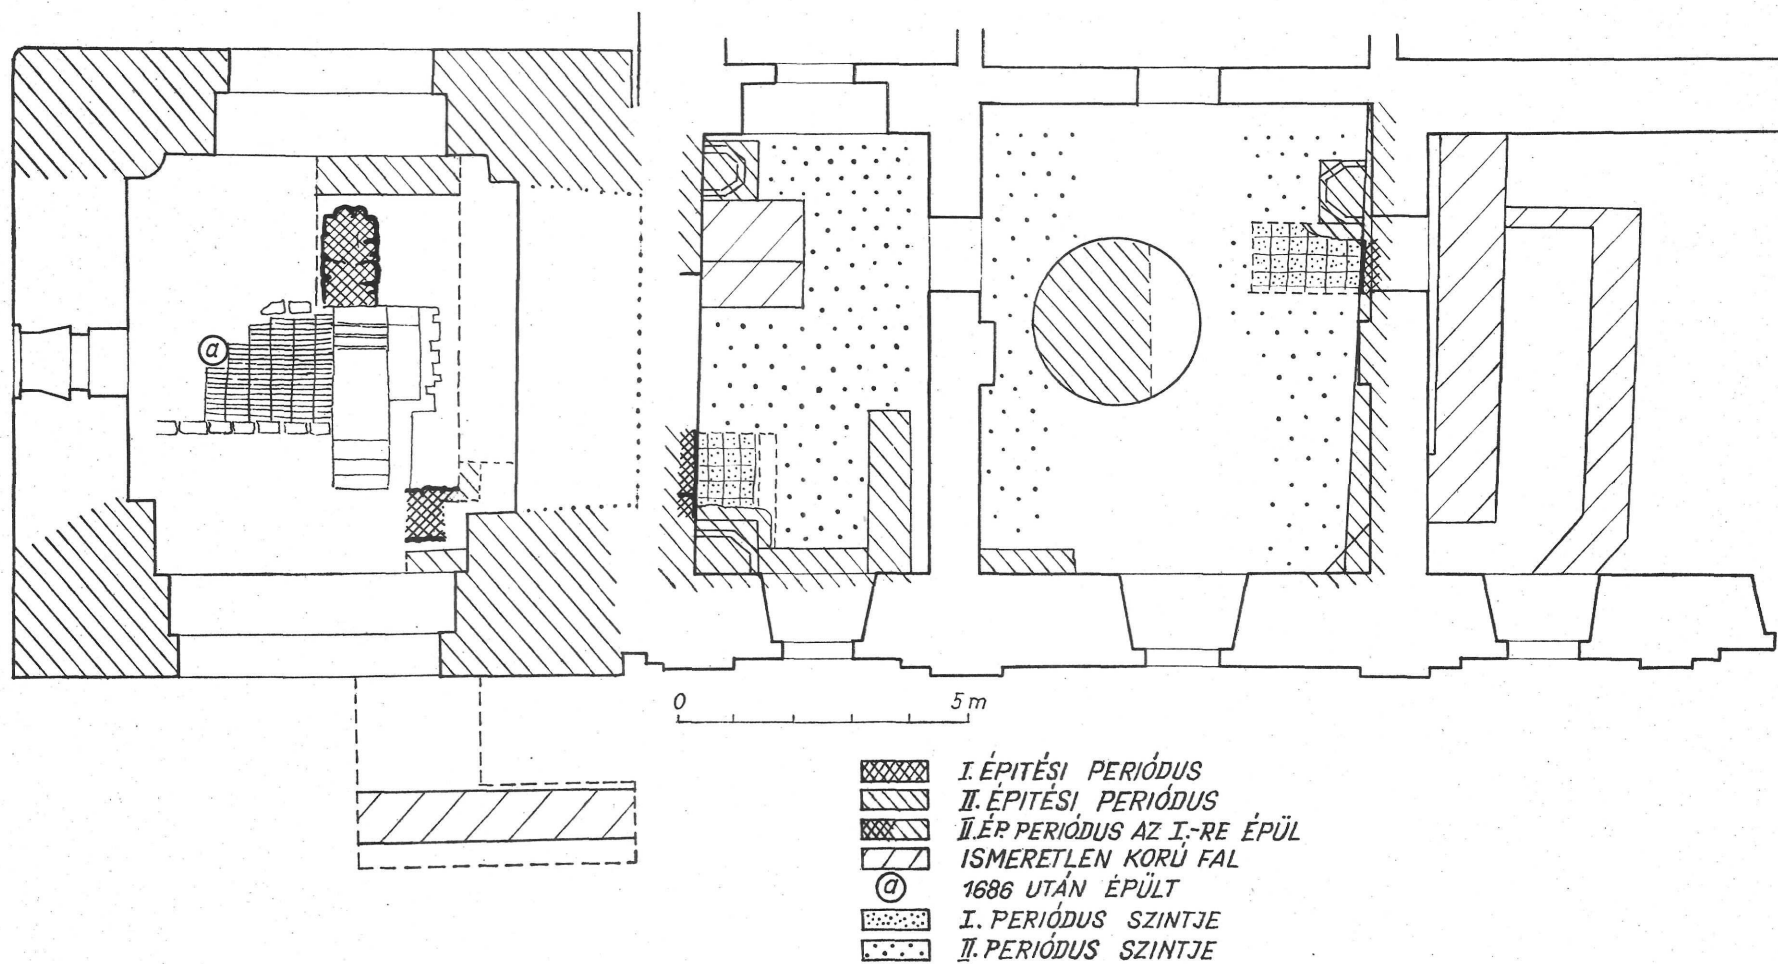 a
0 5 m
I. ÉPITÉSI PERIÓDUS
II. ÉPITÉSI PERIÓDUS
II. ÉP. PERIÓDUS AZ I.-RE ÉPÜL
ISMERETLEN KORÚ FAL
a 1686 UTÁN ÉPÜLT
I. PERIÓDUS SZINTJE
II. PERIÓDUS SZINTJE